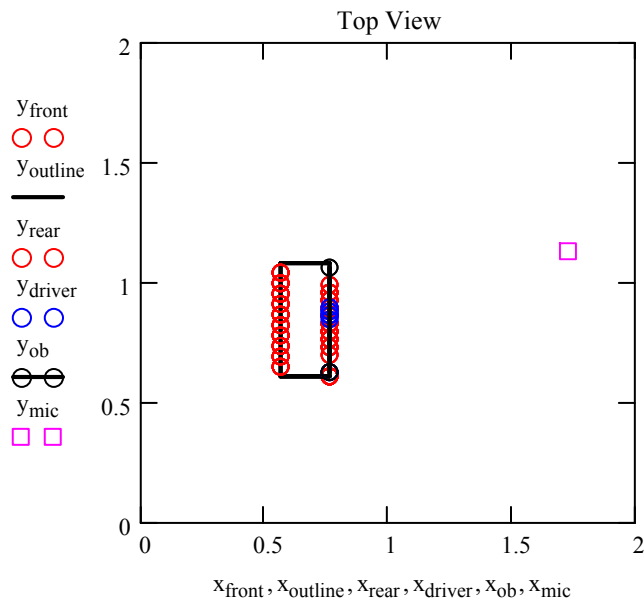 Top View
2
1.5
1
0.5
0
0
0.5
1
1.5
2
y_front
y_outline
y_rear
y_driver
y_ob
y_mic
x_front , x_outline , x_rear , x_driver , x_ob , x_mic